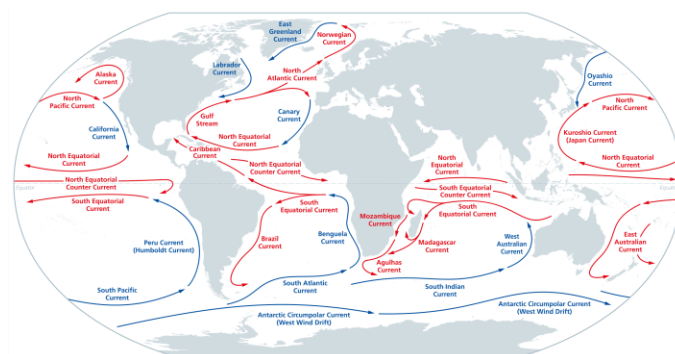 East
Greenland
Current
Norwegian
Current
Labrador
Current
North
Atlantic Current
Alaska
Current
North
Pacific Current
California
Current
Gulf
Stream
Canary
Current
North Equatorial
Current
Caribbean
Current
North Equatorial
Current
North Equatorial
Counter Current
North Equatorial
Counter Current
Equator
South Equatorial
Current
South
Equatorial Current
Peru Current
(Humboldt Current)
Brazil
Current
Benguela
Current
South Pacific
Current
South Atlantic
Current
Antarctic Circumpolar Current
(West Wind Drift)
Oyashio
Current
North
Pacific Current
Kuroshio Current
(Japan Current)
North Equatorial
Current
North
Equatorial
Current
South Equatorial
Counter Current
South
Equatorial Current
Mozambique
Current
Madagascar
Current
Agulhas
Current
West
Australian
Current
East
Australian
Current
South Indian
Current
Antarctic Circumpolar Current
(West Wind Drift)
Equator